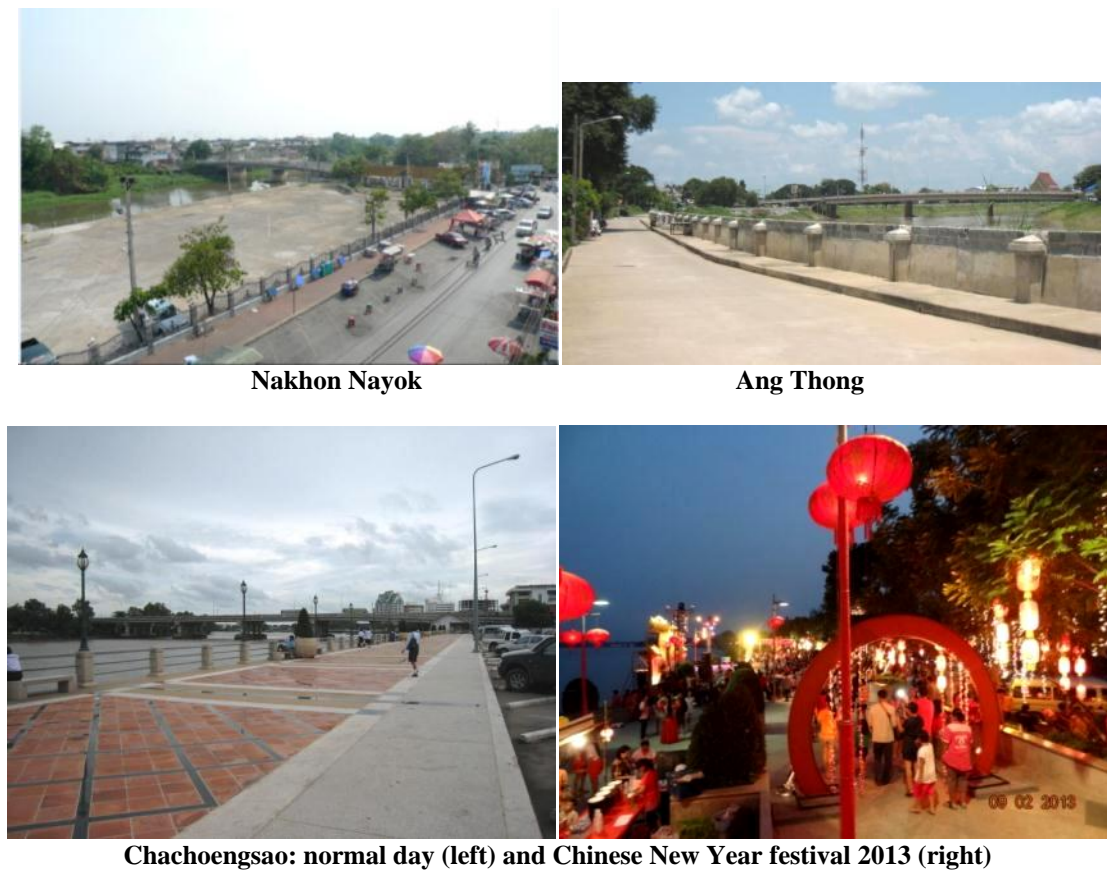 Nakhon Nayok
Ang Thong
09 02 2013
Chachoengsao: normal day (left) and Chinese New Year festival 2013 (right)